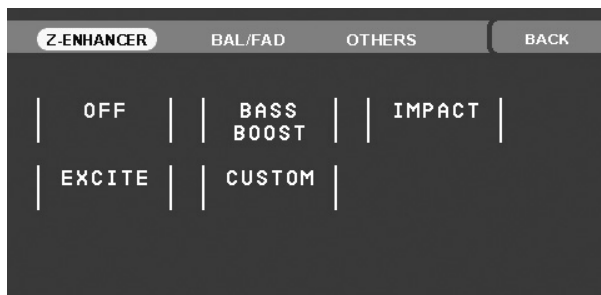 Z-ENHANCER BAL/FAD OTHERS BACK
OFF BASS BOOST IMPACT
EXCITE CUSTOM